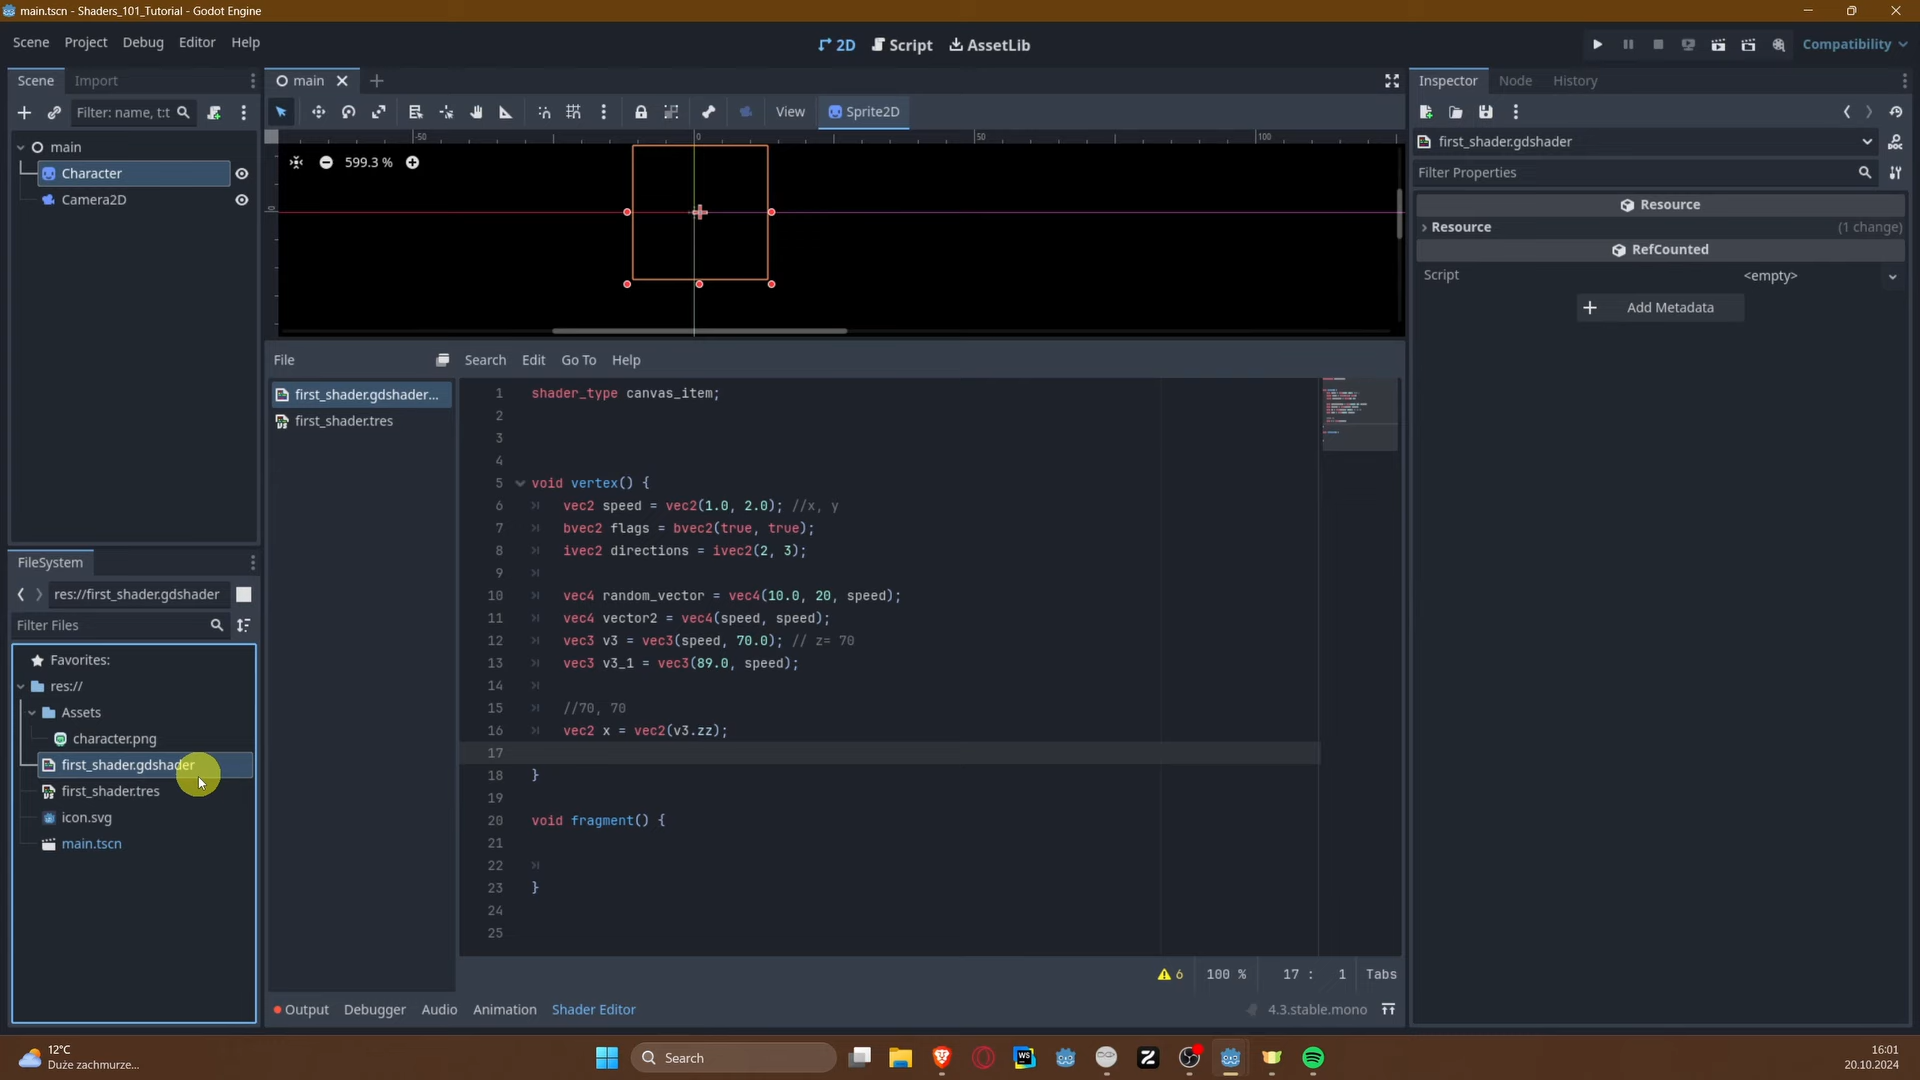 main.tscn - Shaders_101_Tutorial - Godot Engine
Scene Project Debug Editor Help
2D Script AssetLib
Compatibility
Scene Import
main
Inspector Node History
Filter: name, t:t
View Sprite2D
-50 0 50 100
0
599.3 %
main
Character
Camera2D
first_shader.gdshader
Filter Properties
Resource
Resource (1 change)
RefCounted
Script <empty>
Add Metadata
File Search Edit Go To Help
first_shader.gdshader...
first_shader.tres
1 shader_type canvas_item;
2
3
4
5 void vertex() {
6 vec2 speed = vec2(1.0, 2.0); //x, y
7 bvec2 flags = bvec2(true, true);
8 ivec2 directions = ivec2(2, 3);
9
10 vec4 random_vector = vec4(10.0, 20, speed);
11 vec4 vector2 = vec4(speed, speed);
12 vec3 v3 = vec3(speed, 70.0); // z= 70
13 vec3 v3_1 = vec3(89.0, speed);
14
15 //70, 70
16 vec2 x = vec2(v3.zz);
17
18 }
19
20 void fragment() {
21
22
23 }
24
25
FileSystem
res://first_shader.gdshader
Filter Files
Favorites:
res://
Assets
character.png
first_shader.gdshader
first_shader.tres
icon.svg
main.tscn
6 100 % 17 : 1 Tabs
Output Debugger Audio Animation Shader Editor
4.3.stable.mono
12°C
Duże zachmurze...
Search
WS
16:01
20.10.2024